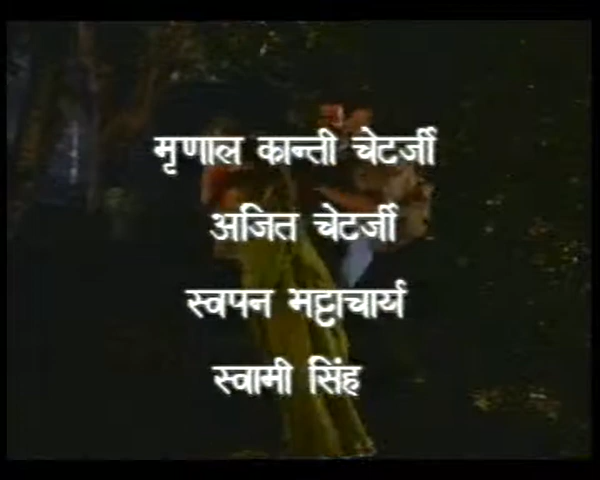 मृणाल कान्ती चेटर्जी
अजित चेटर्जी
स्वपन भट्टाचार्य
स्वामी सिंह